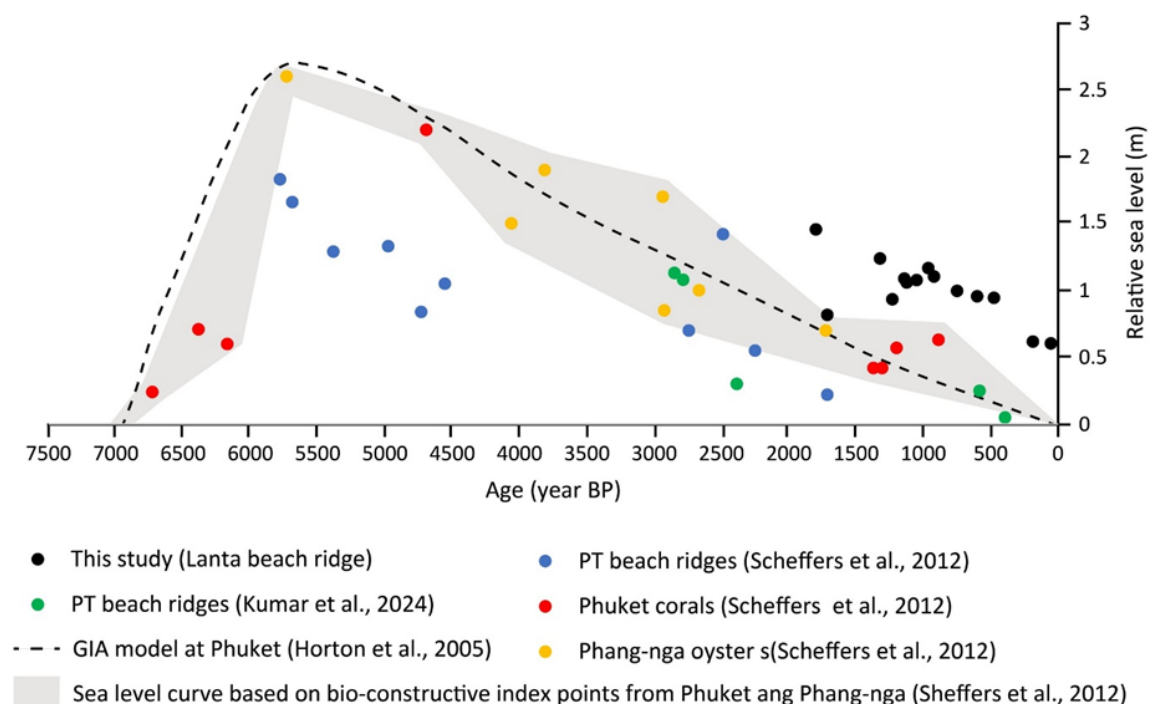 3
2.5
2
1.5
1
0.5
0
Relative sea level (m)
7500 7000 6500 6000 5500 5000 4500 4000 3500 3000 2500 2000 1500 1000 500 0
Age (year BP)
This study (Lanta beach ridge)
PT beach ridges (Scheffers et al., 2012)
PT beach ridges (Kumar et al., 2024)
Phuket corals (Scheffers et al., 2012)
GIA model at Phuket (Horton et al., 2005)
Phang-nga oyster s(Scheffers et al., 2012)
Sea level curve based on bio-constructive index points from Phuket ang Phang-nga (Sheffers et al., 2012)